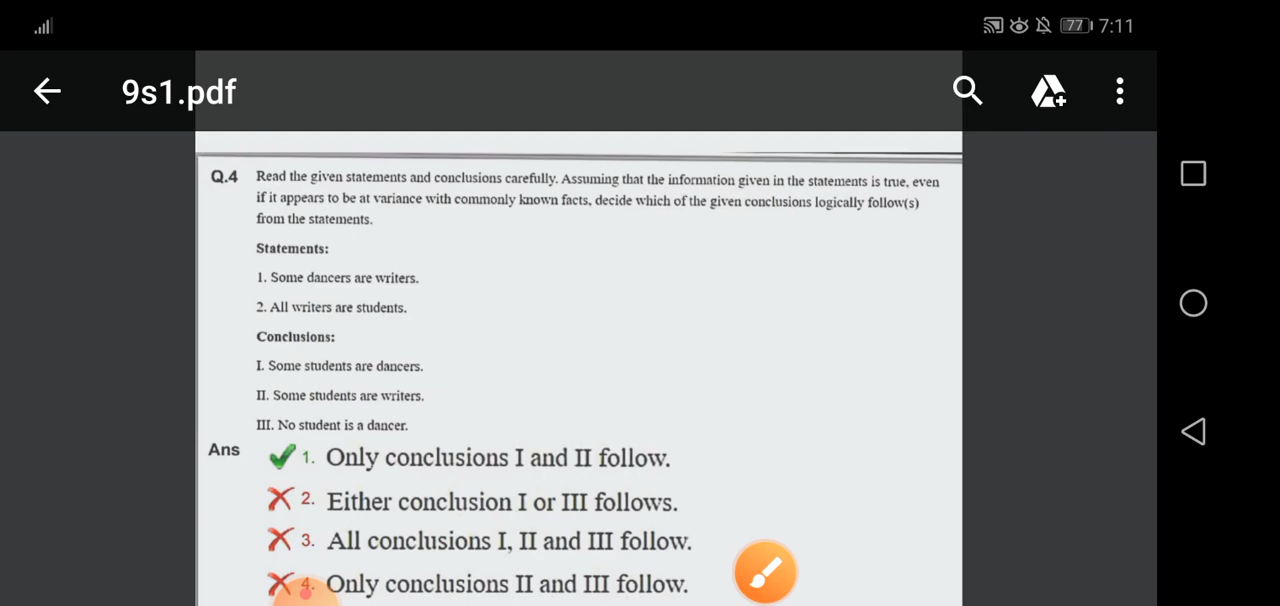 77 7:11
9s1.pdf
Q.4 Read the given statements and conclusions carefully. Assuming that the information given in the statements is true, even
if it appears to be at variance with commonly known facts, decide which of the given conclusions logically follow(s)
from the statements.
Statements:
1. Some dancers are writers.
2. All writers are students.
Conclusions:
I. Some students are dancers.
II. Some students are writers.
III. No student is a dancer.
Ans 1. Only conclusions I and II follow.
2. Either conclusion I or III follows.
3. All conclusions I, II and III follow.
4. Only conclusions II and III follow.